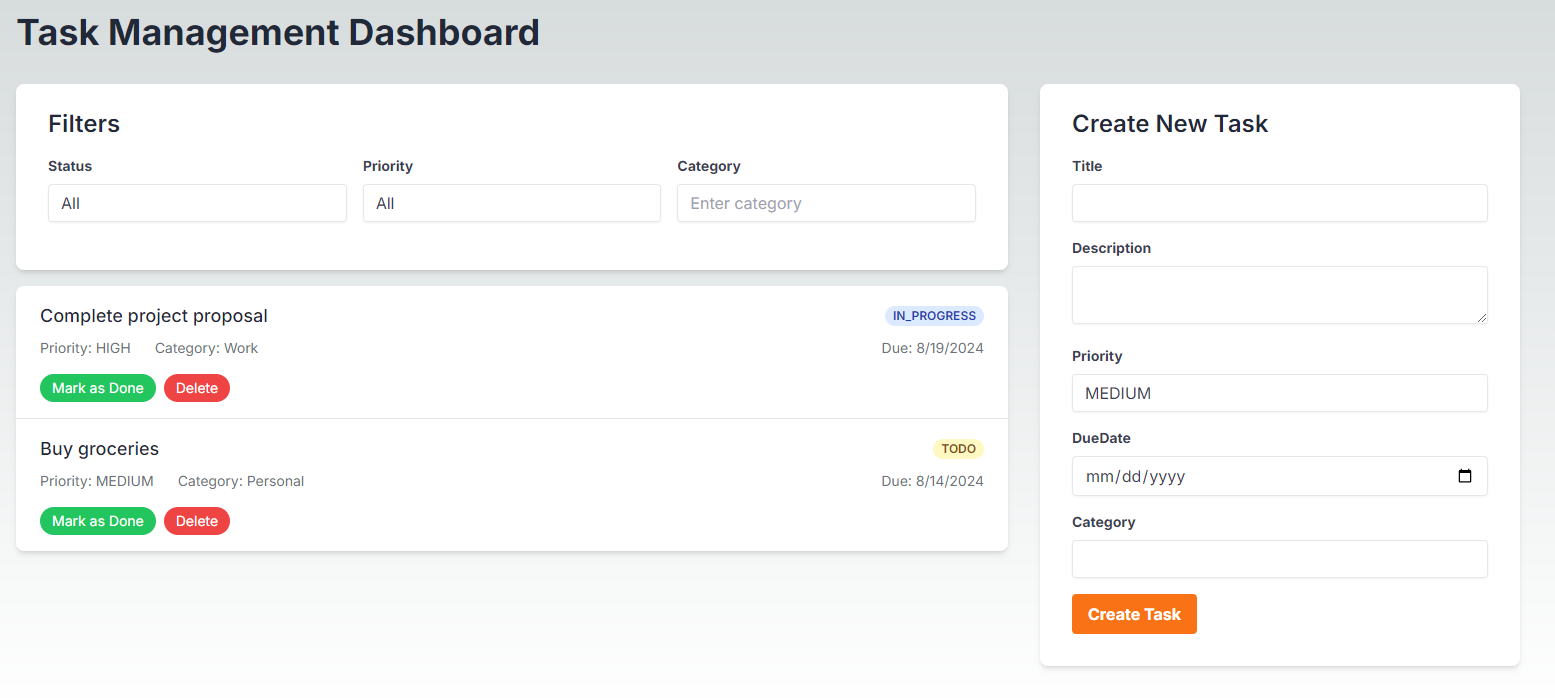 Task Management Dashboard
Filters
Status Priority Category
All All Enter category
Complete project proposal IN_PROGRESS
Priority: HIGH Category: Work Due: 8/19/2024
Mark as Done Delete
Buy groceries TODO
Priority: MEDIUM Category: Personal Due: 8/14/2024
Mark as Done Delete
Create New Task
Title
Description
Priority
MEDIUM
DueDate
mm/dd/yyyy
Category
Create Task